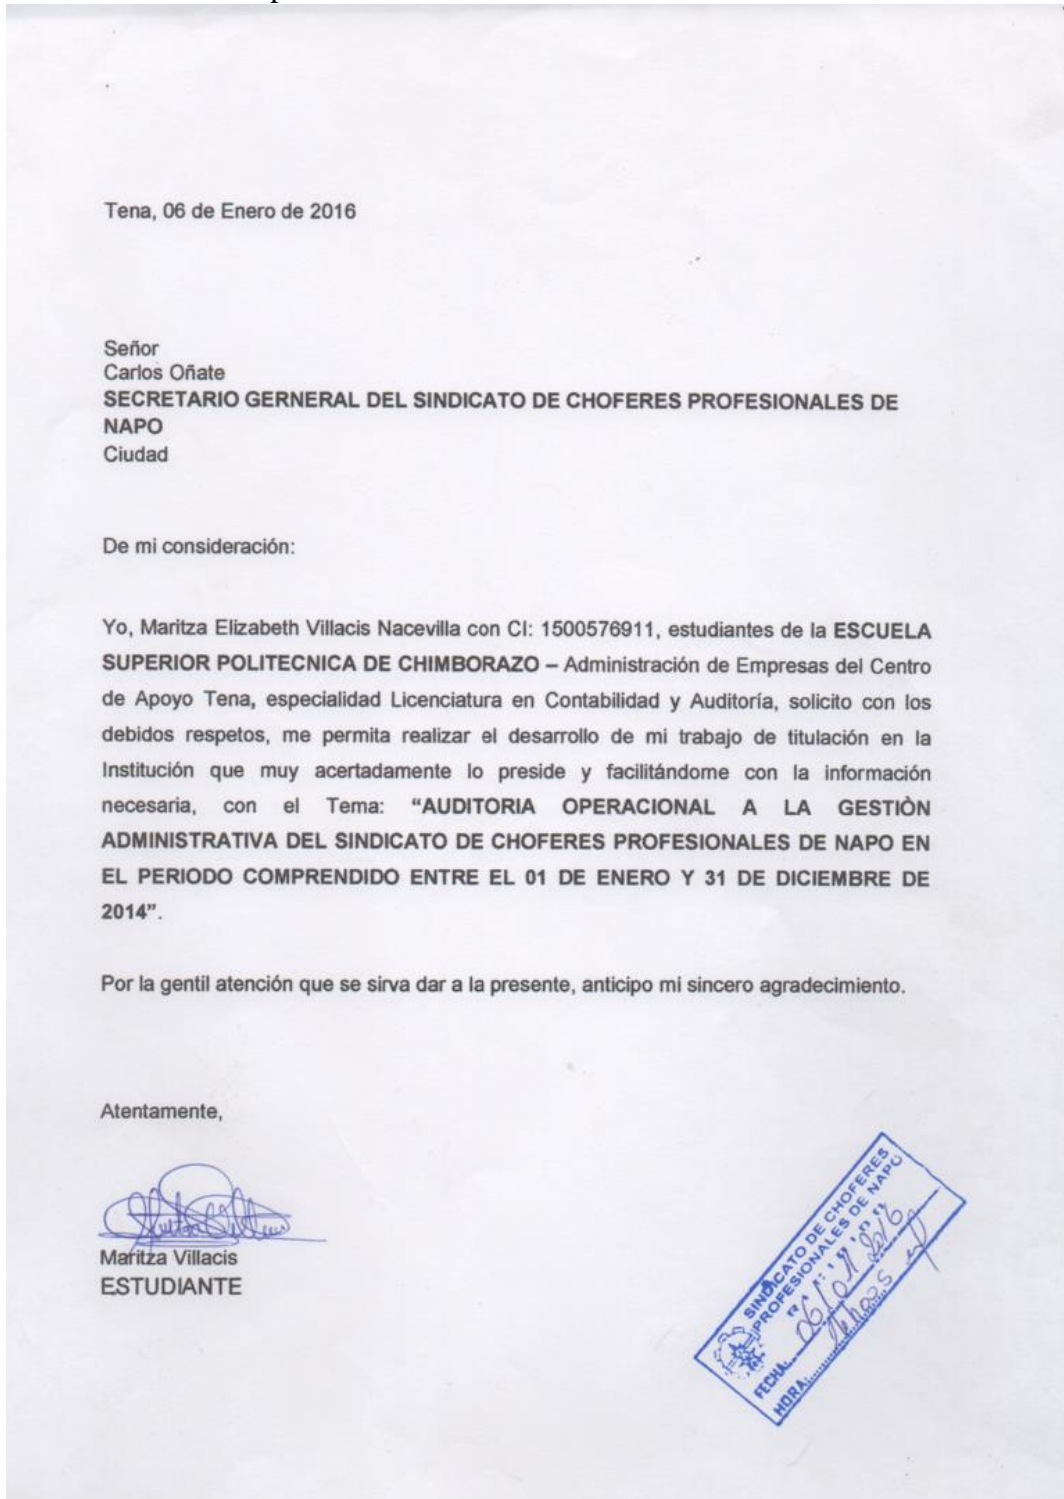 Tena, 06 de Enero de 2016
Señor
Carlos Oñate
SECRETARIO GERNERAL DEL SINDICATO DE CHOFERES PROFESIONALES DE
NAPO
Ciudad
De mi consideración:
Yo, Maritza Elizabeth Villacis Nacevilla con CI: 1500576911, estudiantes de la ESCUELA
SUPERIOR POLITECNICA DE CHIMBORAZO – Administración de Empresas del Centro
de Apoyo Tena, especialidad Licenciatura en Contabilidad y Auditoría, solicito con los
debidos respetos, me permita realizar el desarrollo de mi trabajo de titulación en la
Institución que muy acertadamente lo preside y facilitándome con la información
necesaria, con el Tema: “AUDITORIA OPERACIONAL A LA GESTIÒN
ADMINISTRATIVA DEL SINDICATO DE CHOFERES PROFESIONALES DE NAPO EN
EL PERIODO COMPRENDIDO ENTRE EL 01 DE ENERO Y 31 DE DICIEMBRE DE
2014”.
Por la gentil atención que se sirva dar a la presente, anticipo mi sincero agradecimiento.
Atentamente,
Maritza Villacis
ESTUDIANTE
SINDICATO DE CHOFERES
PROFESIONALES DE NAPO
FECHA: 06/01/2016
HORA: